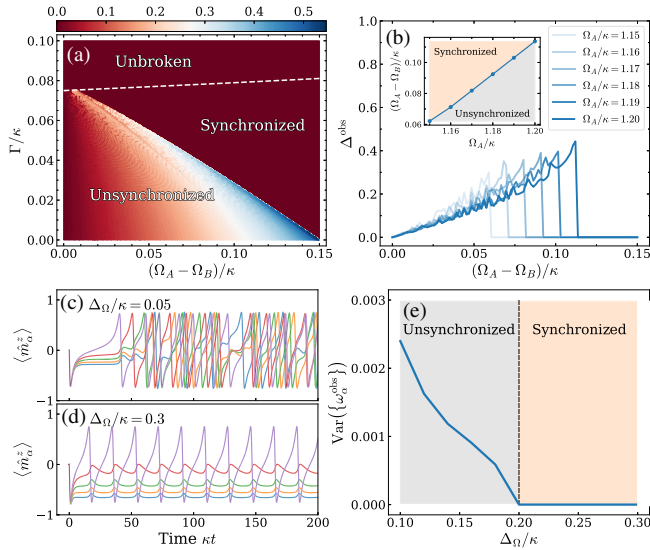 0.0 0.1 0.2 0.3 0.4 0.5
(a)
Unbroken
Synchronized
Unsynchronized
Γ/κ
0.10
0.08
0.06
0.04
0.02
0.00
0.00 0.05 0.10 0.15
(Ω_A − Ω_B)/κ
(b)
Δ^obs
1.0
0.8
0.6
0.4
0.2
0.0
0.00 0.05 0.10 0.15
(Ω_A − Ω_B)/κ
Synchronized
Unsynchronized
(Ω_A − Ω_B)/κ
0.10
0.08
0.06
1.16 1.18 1.20
Ω_A/κ
Ω_A/κ = 1.15
Ω_A/κ = 1.16
Ω_A/κ = 1.17
Ω_A/κ = 1.18
Ω_A/κ = 1.19
Ω_A/κ = 1.20
(c) Δ_Ω/κ = 0.05
⟨m̂_α^z⟩
1
0
−1
(d) Δ_Ω/κ = 0.3
⟨m̂_α^z⟩
1
0
−1
0 50 100 150 200
Time κt
(e)
Unsynchronized Synchronized
Var({ω_α^obs})
0.003
0.002
0.001
0.000
0.10 0.15 0.20 0.25 0.30
Δ_Ω/κ